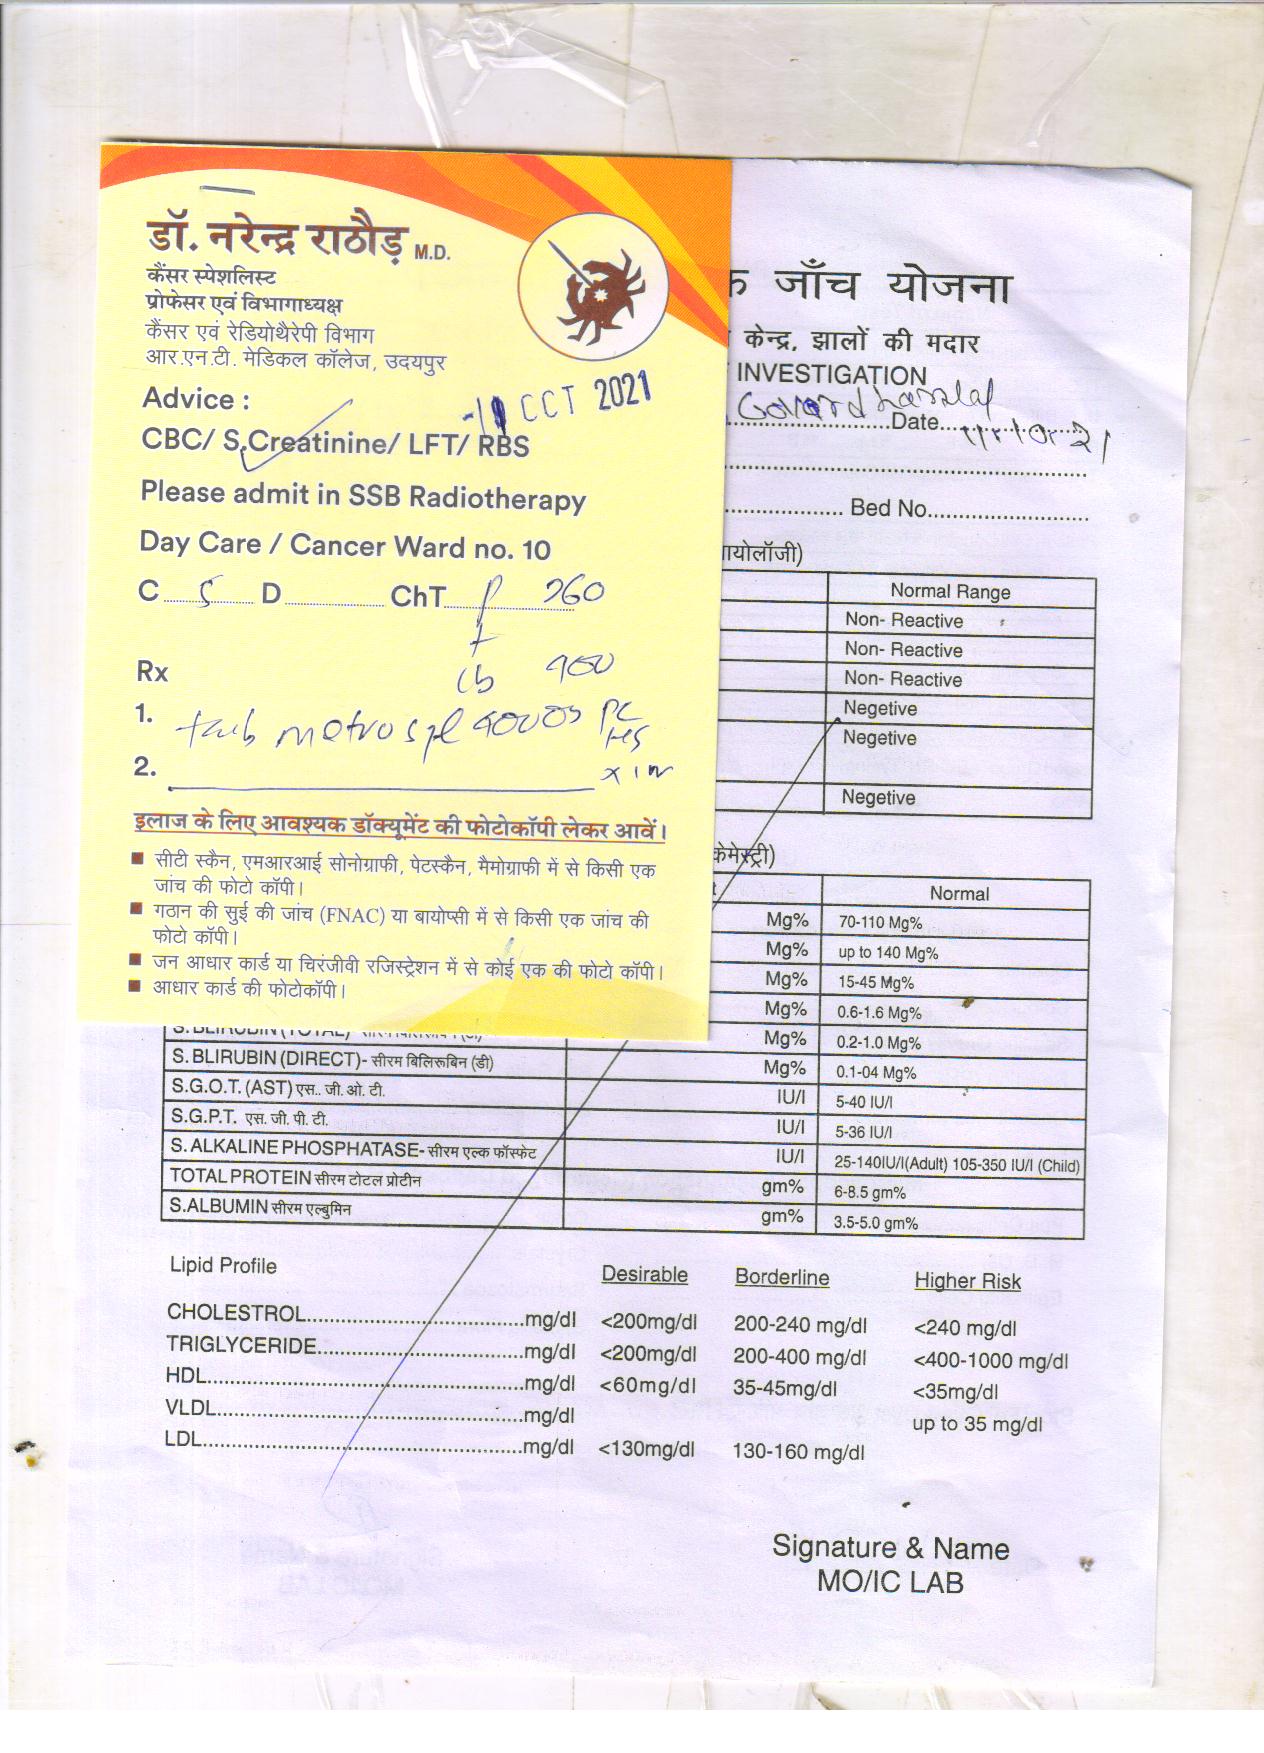 डॉ. नरेन्द्र राठौड़ M.D.
कैंसर स्पेशलिस्ट
प्रोफेसर एवं विभागाध्यक्ष
कैंसर एवं रेडियोथैरेपी विभाग
आर.एन.टी. मेडिकल कॉलेज, उदयपुर
2021
Advice :
CBC/ S.Creatinine/ LFT/ RBS
Please admit in SSB Radiotherapy
Day Care / Cancer Ward no. 10
C 5 D ChT 260
Rx
1.
2.
इलाज के लिए आवश्यक डॉक्यूमेंट की फोटोकॉपी लेकर आवें।
सीटी स्कैन, एमआरआई सोनोग्राफी, पेटस्कैन, मैमोग्राफी में से किसी एक
जांच की फोटो कॉपी।
गठान की सुई की जांच (FNAC) या बायोप्सी में से किसी एक जांच की
फोटो कॉपी।
जन आधार कार्ड या चिरंजीवी रजिस्ट्रेशन में से कोई एक की फोटो कॉपी।
आधार कार्ड की फोटोकॉपी।
जाँच योजना
केन्द्र, झालों की मदार
INVESTIGATION
Date
Bed No.
Normal Range
Non- Reactive
Non- Reactive
Non- Reactive
Negetive
Negetive
Negetive
Normal
Mg% 70-110 Mg%
Mg% up to 140 Mg%
Mg% 15-45 Mg%
Mg% 0.6-1.6 Mg%
S. BLIRUBIN (TOTAL)- Mg% 0.2-1.0 Mg%
S. BLIRUBIN (DIRECT)- सीरम बिलिरूबिन (डी) Mg% 0.1-04 Mg%
S.G.O.T. (AST) एस.. जी. ओ. टी. IU/l 5-40 IU/l
S.G.P.T. एस. जी. पी. टी. IU/l 5-36 IU/l
S. ALKALINE PHOSPHATASE- सीरम एल्क फॉस्फेट IU/l 25-140IU/l(Adult) 105-350 IU/l (Child)
TOTAL PROTEIN सीरम टोटल प्रोटीन gm% 6-8.5 gm%
S.ALBUMIN सीरम एल्बुमिन gm% 3.5-5.0 gm%
Lipid Profile Desirable Borderline Higher Risk
CHOLESTROL mg/dl <200mg/dl 200-240 mg/dl <240 mg/dl
TRIGLYCERIDE mg/dl <200mg/dl 200-400 mg/dl <400-1000 mg/dl
HDL mg/dl <60mg/dl 35-45mg/dl <35mg/dl
VLDL mg/dl up to 35 mg/dl
LDL mg/dl <130mg/dl 130-160 mg/dl
Signature & Name
MO/IC LAB